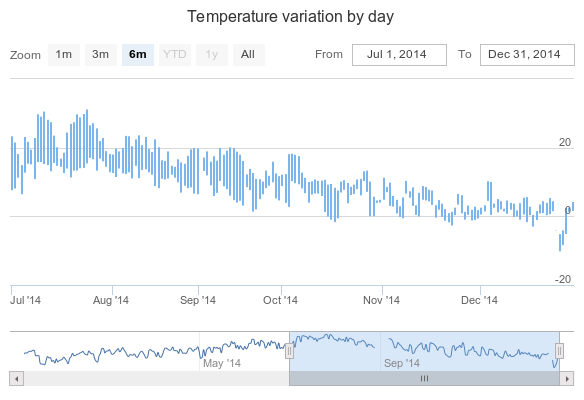 Temperature variation by day
Zoom 1m 3m 6m YTD 1y All From Jul 1, 2014 To Dec 31, 2014
20
0
-20
Jul '14 Aug '14 Sep '14 Oct '14 Nov '14 Dec '14
May '14 Sep '14